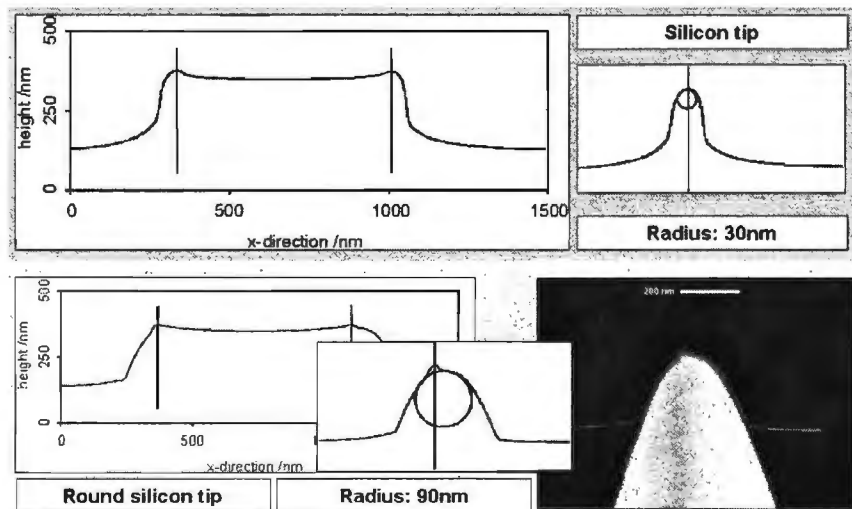 500
250
0
height /nm
0
500
1000
1500
x-direction /nm
Silicon tip
Radius: 30nm
500
250
0
height /nm
0
500
x-direction /nm
200 nm
Round silicon tip
Radius: 90nm